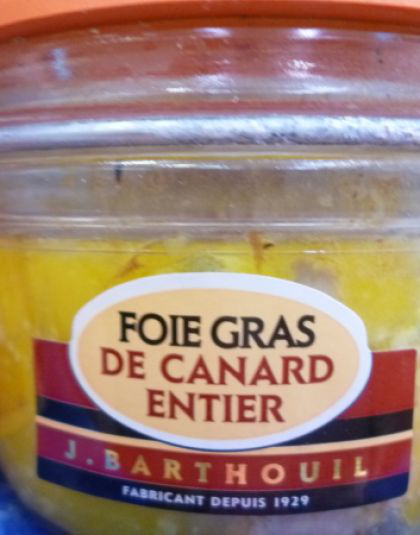 FOIE GRAS
DE CANARD
ENTIER
J. BARTHOUIL
FABRICANT DEPUIS 1929